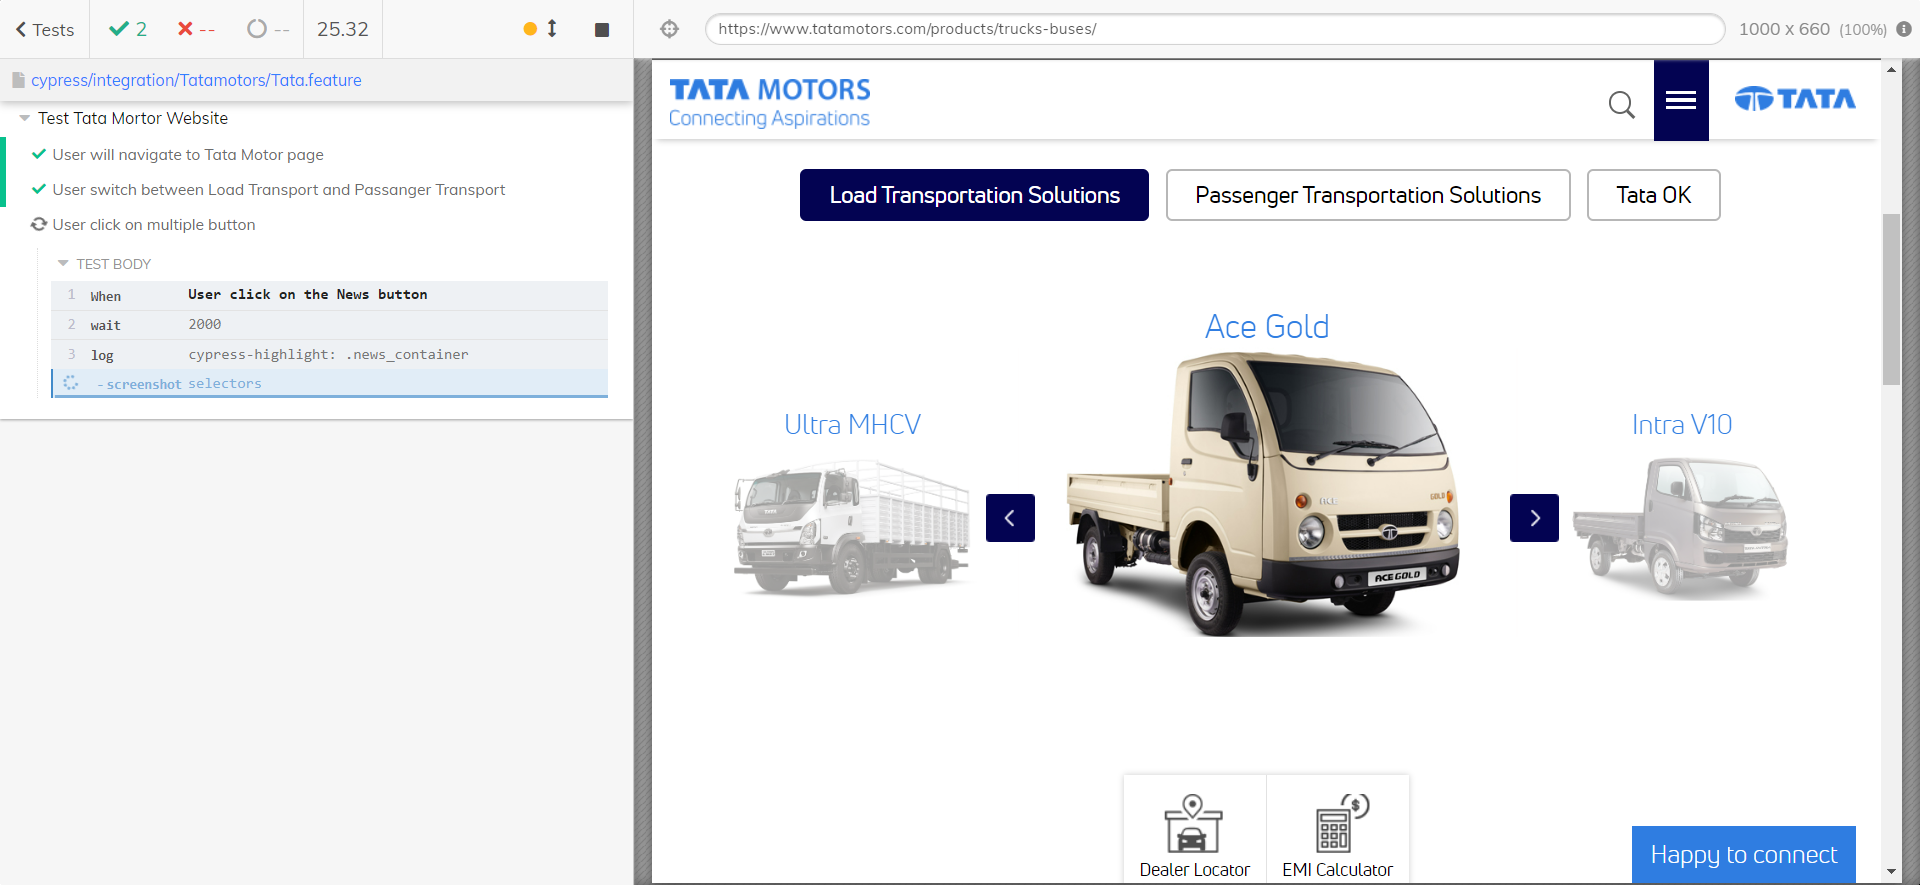 Tests
2
--
--
25.32
https://www.tatamotors.com/products/trucks-buses/
1000 x 660 (100%)
cypress/integration/Tatamotors/Tata.feature
Test Tata Mortor Website
User will navigate to Tata Motor page
User switch between Load Transport and Passanger Transport
User click on multiple button
TEST BODY
1 When User click on the News button
2 wait 2000
3 log cypress-highlight: .news_container
-screenshot selectors
TATA MOTORS
Connecting Aspirations
TATA
Load Transportation Solutions
Passenger Transportation Solutions
Tata OK
Ace Gold
Ultra MHCV
Intra V10
TATA
ACE
GOLD
ACE GOLD
Dealer Locator
EMI Calculator
Happy to connect